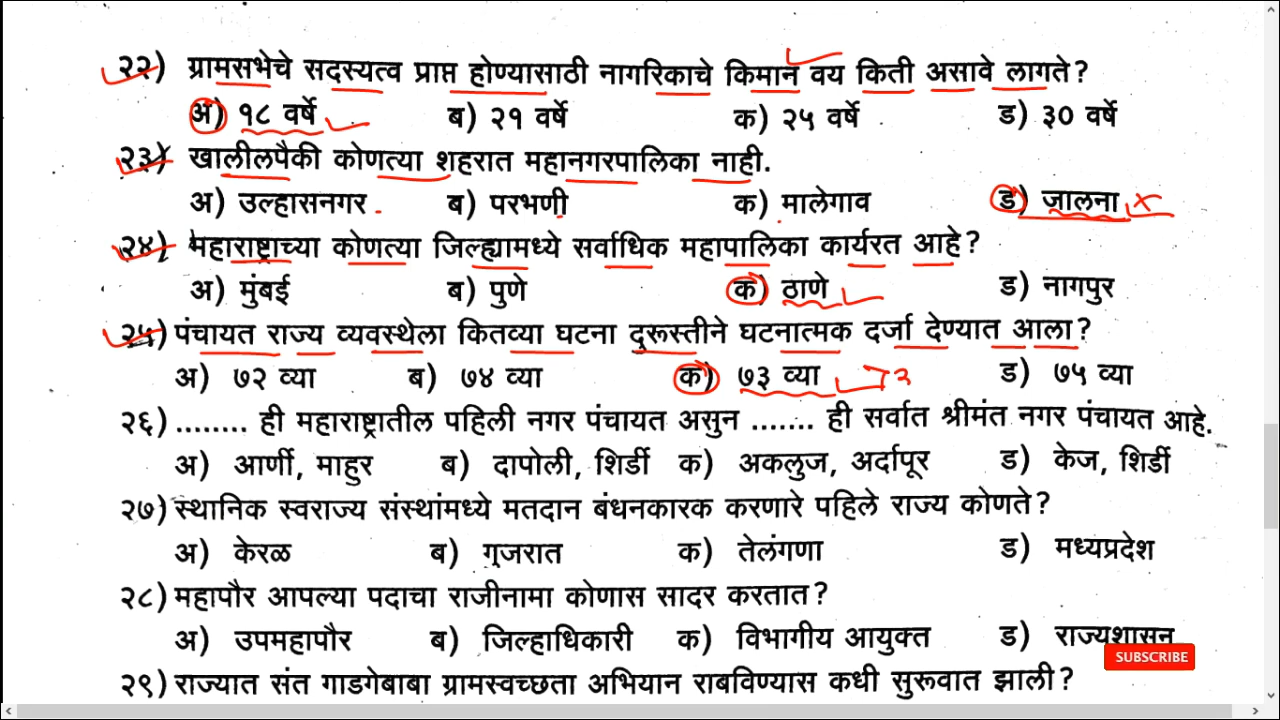 २२) ग्रामसभेचे सदस्यत्व प्राप्त होण्यासाठी नागरिकाचे किमान वय किती असावे लागते?
अ) १८ वर्षे ब) २१ वर्षे क) २५ वर्षे ड) ३० वर्षे
२३) खालीलपैकी कोणत्या शहरात महानगरपालिका नाही.
अ) उल्हासनगर ब) परभणी क) मालेगाव ड) जालना
२४) महाराष्ट्राच्या कोणत्या जिल्ह्यामध्ये सर्वाधिक महापालिका कार्यरत आहे?
अ) मुंबई ब) पुणे क) ठाणे ड) नागपुर
२५) पंचायत राज्य व्यवस्थेला कितव्या घटना दुरूस्तीने घटनात्मक दर्जा देण्यात आला?
अ) ७२ व्या ब) ७४ व्या क) ७३ व्या ७३ ड) ७५ व्या
२६) ........ ही महाराष्ट्रातील पहिली नगर पंचायत असुन ....... ही सर्वात श्रीमंत नगर पंचायत आहे.
अ) आर्णी, माहुर ब) दापोली, शिर्डी क) अकलुज, अर्दापूर ड) केज, शिर्डी
२७) स्थानिक स्वराज्य संस्थांमध्ये मतदान बंधनकारक करणारे पहिले राज्य कोणते?
अ) केरळ ब) गुजरात क) तेलंगणा ड) मध्यप्रदेश
२८) महापौर आपल्या पदाचा राजीनामा कोणास सादर करतात?
अ) उपमहापौर ब) जिल्हाधिकारी क) विभागीय आयुक्त ड) राज्यशासन
SUBSCRIBE
२९) राज्यात संत गाडगेबाबा ग्रामस्वच्छता अभियान राबविण्यास कधी सुरूवात झाली?